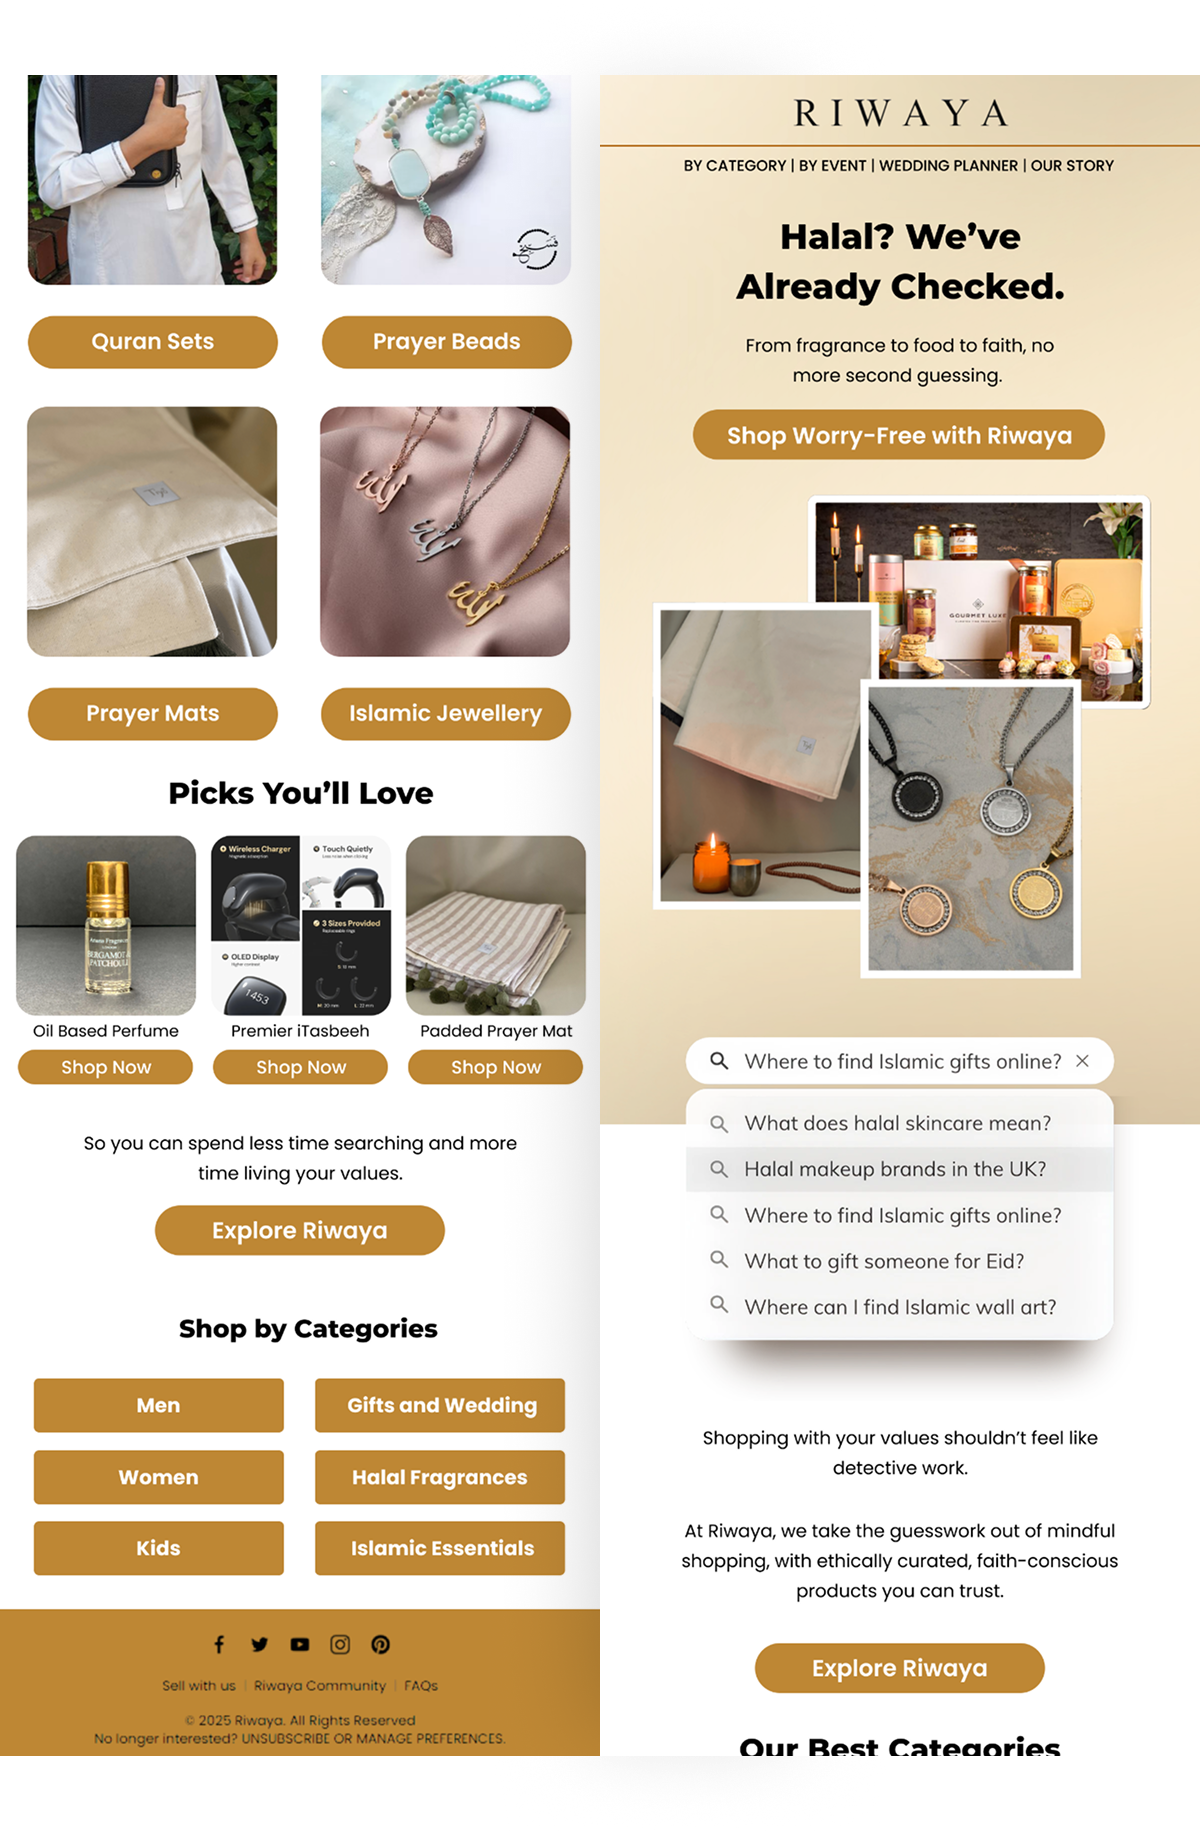 Quran Sets
Prayer Beads
Prayer Mats
Islamic Jewellery
Picks You’ll Love
Wireless Charger
Touch Quietly
3 Sizes Provided
OLED Display
1453
BERGAMOT &
PATCHOULI
Oil Based Perfume
Premier iTasbeeh
Padded Prayer Mat
Shop Now
Shop Now
Shop Now
So you can spend less time searching and more
time living your values.
Explore Riwaya
Shop by Categories
Men
Gifts and Wedding
Women
Halal Fragrances
Kids
Islamic Essentials
Sell with us | Riwaya Community | FAQs
© 2025 Riwaya. All Rights Reserved
No longer interested? UNSUBSCRIBE OR MANAGE PREFERENCES.
RIWAYA
BY CATEGORY | BY EVENT | WEDDING PLANNER | OUR STORY
Halal? We’ve
Already Checked.
From fragrance to food to faith, no
more second guessing.
Shop Worry-Free with Riwaya
GOURMET LUXE
Where to find Islamic gifts online?
What does halal skincare mean?
Halal makeup brands in the UK?
Where to find Islamic gifts online?
What to gift someone for Eid?
Where can I find Islamic wall art?
Shopping with your values shouldn’t feel like
detective work.
At Riwaya, we take the guesswork out of mindful
shopping, with ethically curated, faith-conscious
products you can trust.
Explore Riwaya
Our Best Categories